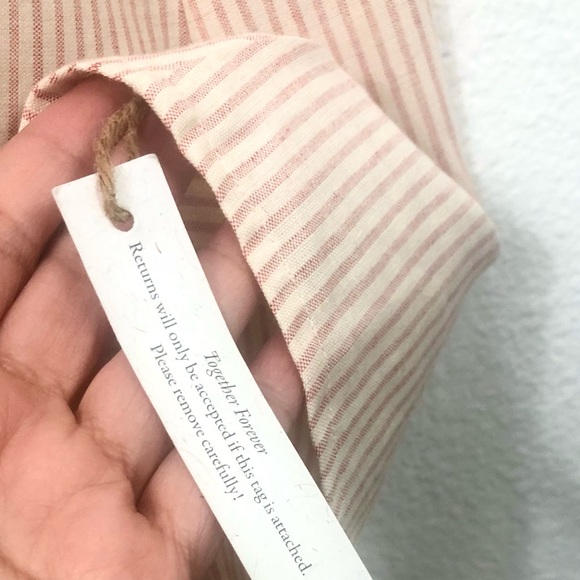 Together Forever
Returns will only be accepted if this tag is attached.
Please remove carefully!